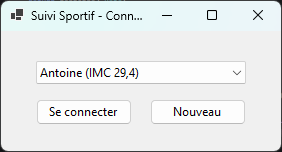 Suivi Sportif - Conn...
Antoine (IMC 29,4)
Se connecter
Nouveau